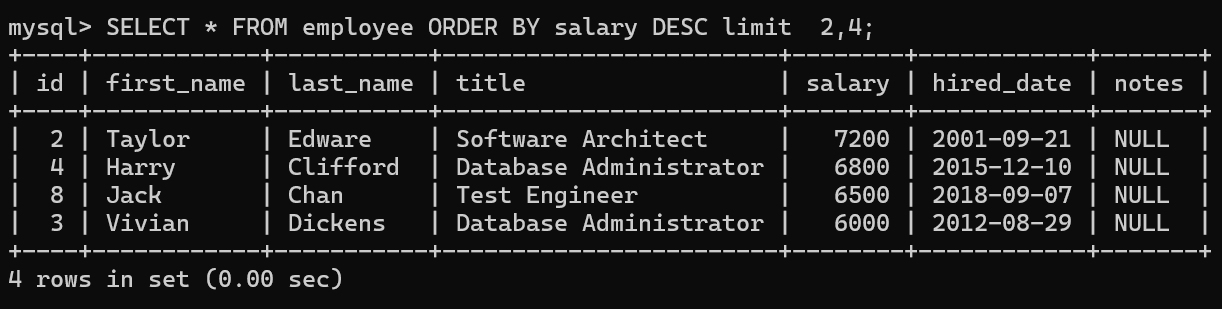 mysql> SELECT * FROM employee ORDER BY salary DESC limit  2,4;
+----+------------+-----------+------------------------+--------+------------+-------+
| id | first_name | last_name | title                  | salary | hired_date | notes |
+----+------------+-----------+------------------------+--------+------------+-------+
|  2 | Taylor     | Edware    | Software Architect     |   7200 | 2001-09-21 | NULL  |
|  4 | Harry      | Clifford  | Database Administrator |   6800 | 2015-12-10 | NULL  |
|  8 | Jack       | Chan      | Test Engineer          |   6500 | 2018-09-07 | NULL  |
|  3 | Vivian     | Dickens   | Database Administrator |   6000 | 2012-08-29 | NULL  |
+----+------------+-----------+------------------------+--------+------------+-------+
4 rows in set (0.00 sec)